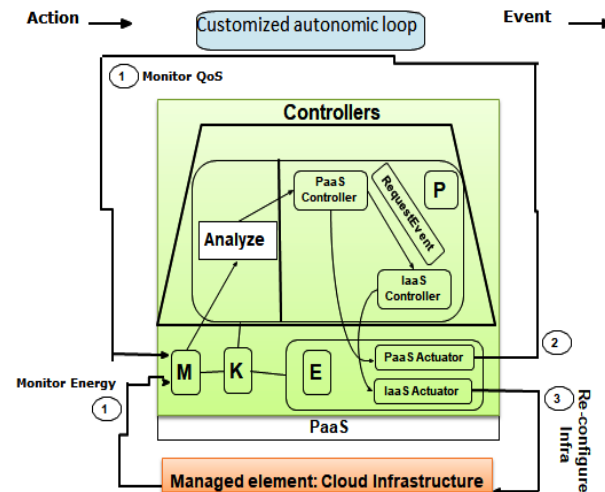 Action
Customized autonomic loop
Event
1
Monitor QoS
Controllers
PaaS
Controller
RequestEvent
P
Analyze
IaaS
Controller
M
K
E
PaaS Actuator
IaaS Actuator
2
Monitor Energy
1
3
Re-configure
Infra
PaaS
Managed element: Cloud Infrastructure